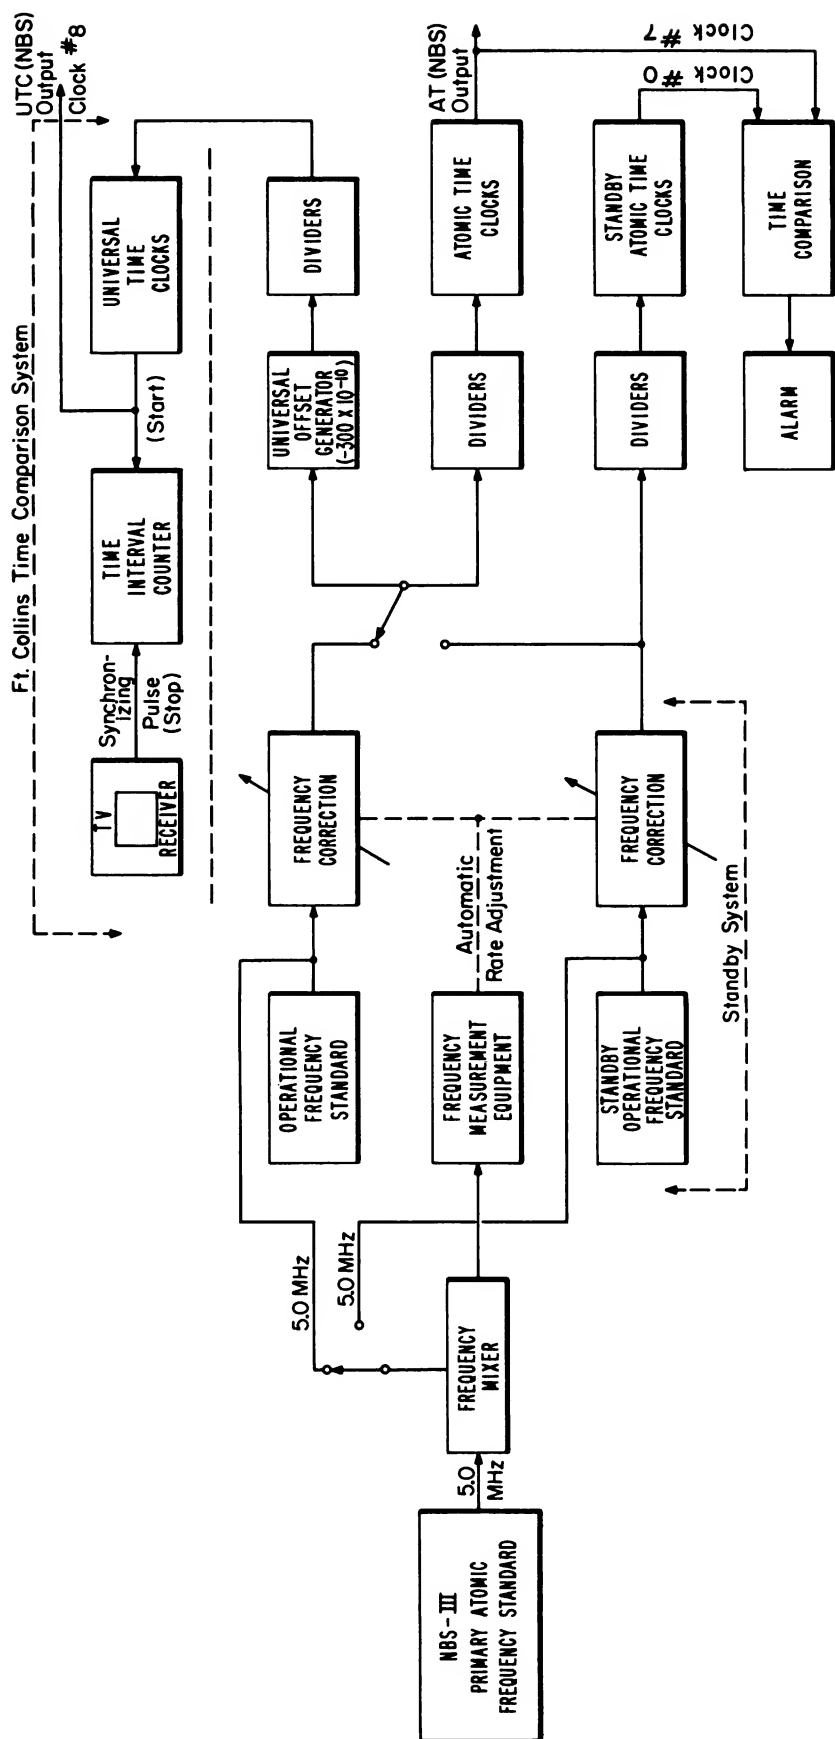 Ft. Collins Time Comparison System
UTC (NBS)
Output
Clock #8
TV
RECEIVER
Synchron-
izing
Pulse
(Stop)
TIME
INTERVAL
COUNTER
(Start)
UNIVERSAL
TIME
CLOCKS
5.0 MHz
5.0 MHz
OPERATIONAL
FREQUENCY
STANDARD
FREQUENCY
CORRECTION
UNIVERSAL
OFFSET
GENERATOR
(-300 X 10-10)
DIVIDERS
NBS-III
PRIMARY ATOMIC
FREQUENCY STANDARD
5.0
MHz
FREQUENCY
MIXER
FREQUENCY
MEASUREMENT
EQUIPMENT
Automatic
Rate Adjustment
DIVIDERS
ATOMIC TIME
CLOCKS
AT (NBS)
Output
STANDBY
OPERATIONAL
FREQUENCY
STANDARD
FREQUENCY
CORRECTION
DIVIDERS
STANDBY
ATOMIC TIME
CLOCKS
Clock #0
Clock #7
Standby System
ALARM
TIME
COMPARISON